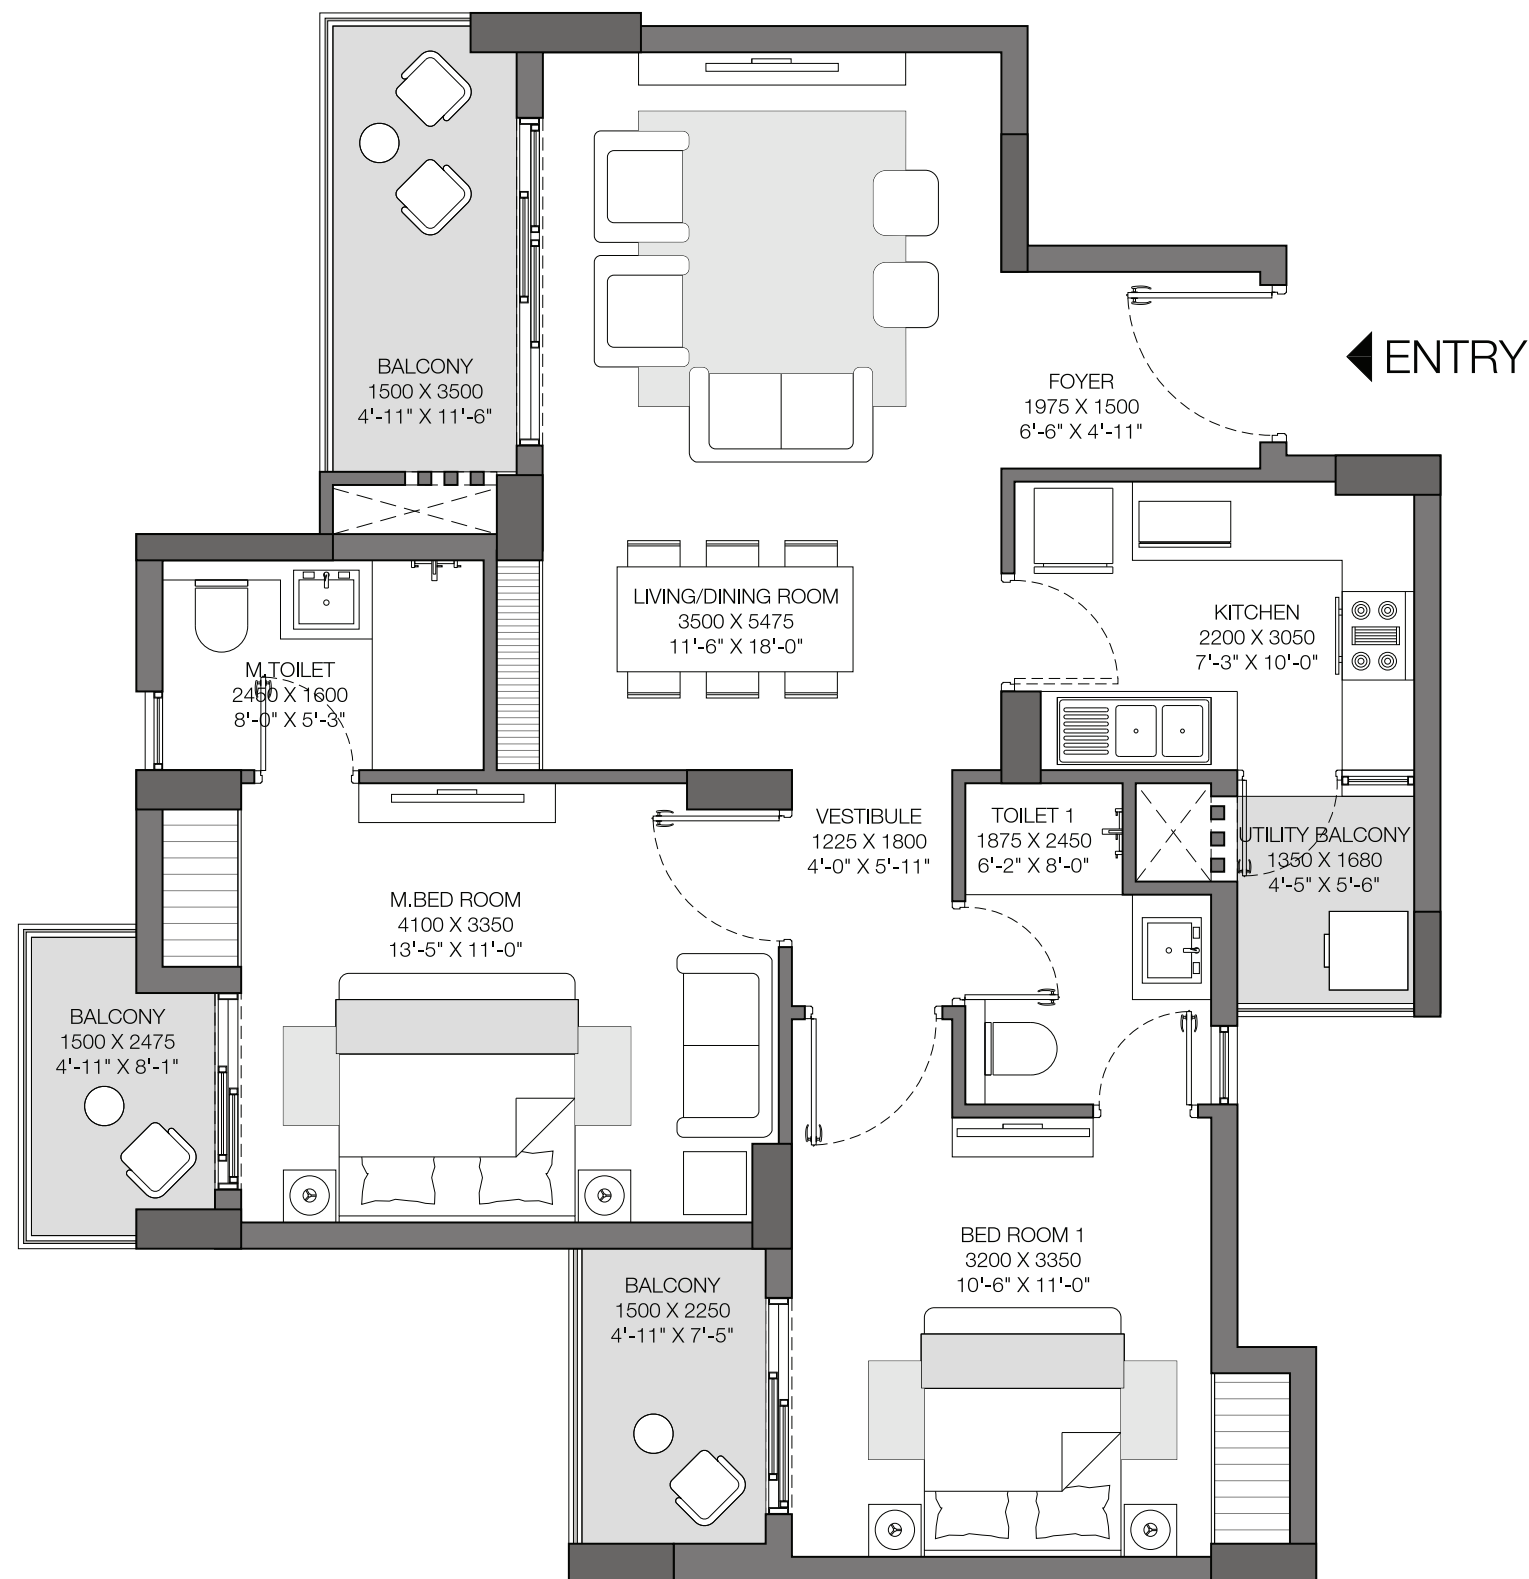 BALCONY
1500 X 3500
4'-11" X 11'-6"
ENTRY
FOYER
1975 X 1500
6'-6" X 4'-11"
LIVING/DINING ROOM
3500 X 5475
11'-6" X 18'-0"
KITCHEN
2200 X 3050
7'-3" X 10'-0"
M.TOILET
2450 X 1600
8'-0" X 5'-3"
VESTIBULE
1225 X 1800
4'-0" X 5'-11"
TOILET 1
1875 X 2450
6'-2" X 8'-0"
UTILITY BALCONY
1350 X 1680
4'-5" X 5'-6"
M.BED ROOM
4100 X 3350
13'-5" X 11'-0"
BALCONY
1500 X 2475
4'-11" X 8'-1"
BED ROOM 1
3200 X 3350
10'-6" X 11'-0"
BALCONY
1500 X 2250
4'-11" X 7'-5"